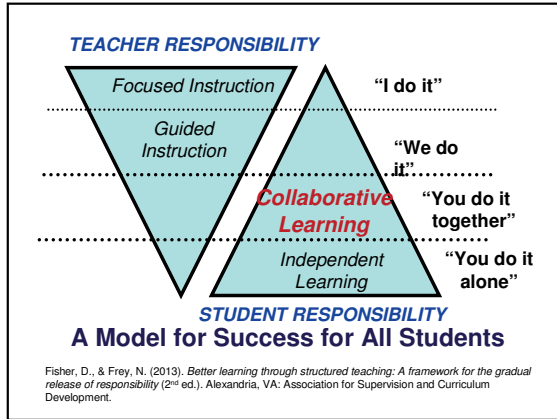 TEACHER RESPONSIBILITY
Focused Instruction
“I do it”
Guided
Instruction
“We do
it”
Collaborative
Learning
“You do it
together”
Independent
Learning
“You do it
alone”
STUDENT RESPONSIBILITY
A Model for Success for All Students
Fisher, D., & Frey, N. (2013). Better learning through structured teaching: A framework for the gradual
release of responsibility (2nd ed.). Alexandria, VA: Association for Supervision and Curriculum
Development.